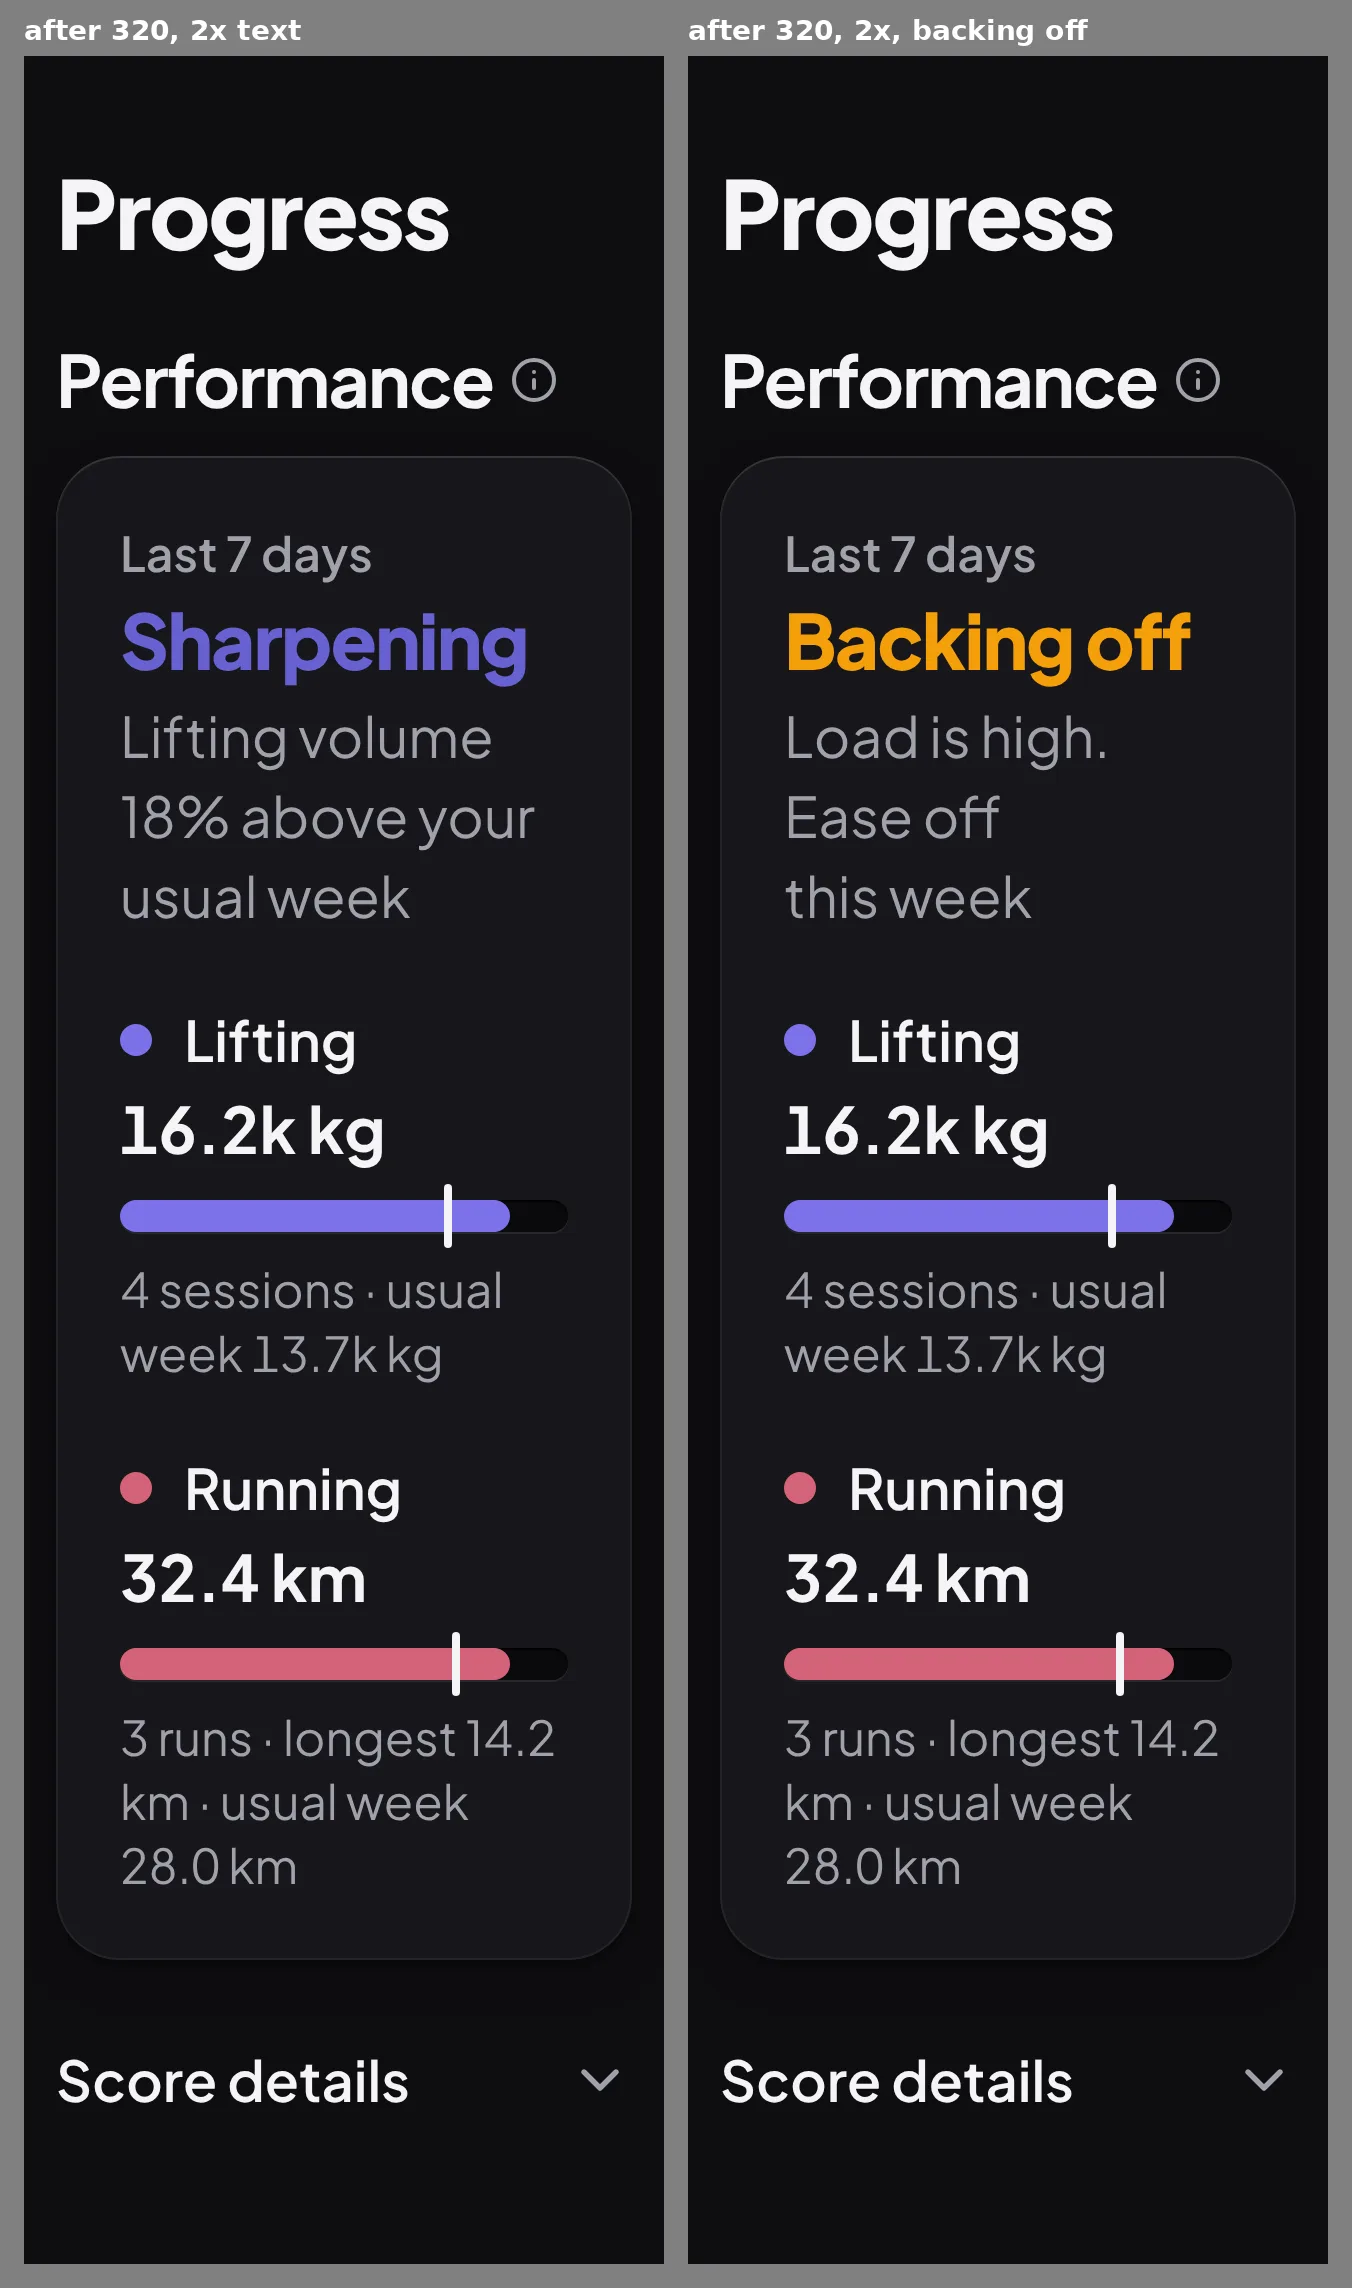 after 320, 2x text
Progress
Performance
Last 7 days
Sharpening
Lifting volume
18% above your
usual week
Lifting
16.2k kg
4 sessions · usual
week 13.7k kg
Running
32.4 km
3 runs · longest 14.2
km · usual week
28.0 km
Score details
after 320, 2x, backing off
Progress
Performance
Last 7 days
Backing off
Load is high.
Ease off
this week
Lifting
16.2k kg
4 sessions · usual
week 13.7k kg
Running
32.4 km
3 runs · longest 14.2
km · usual week
28.0 km
Score details